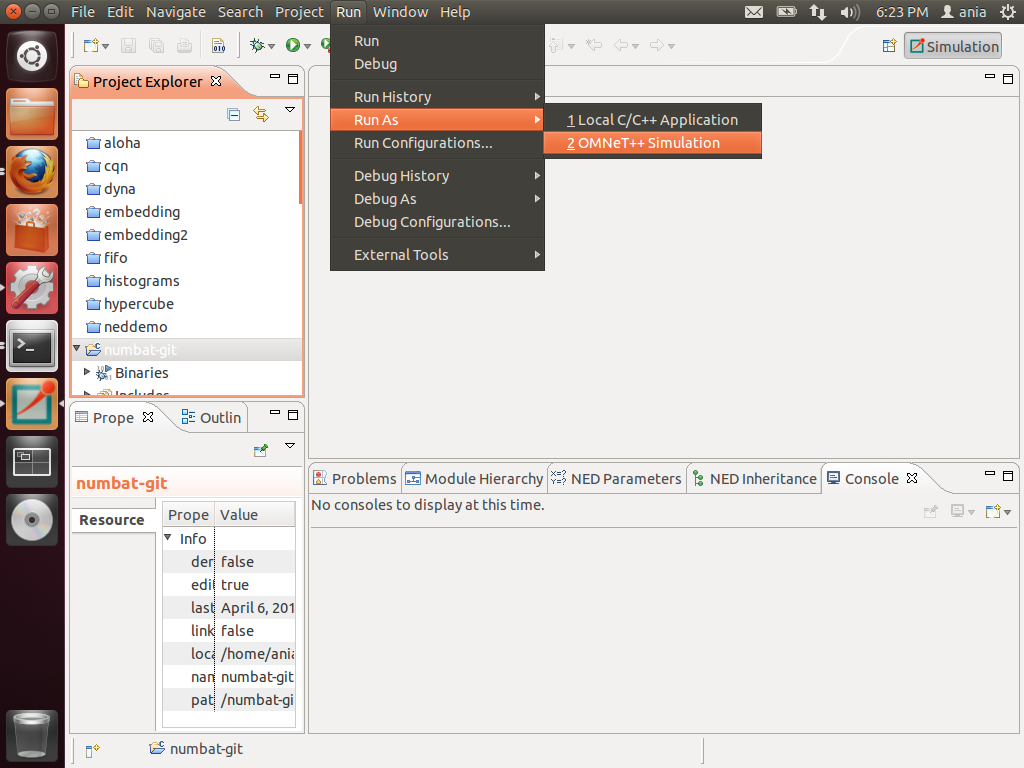 File Edit Navigate Search Project Run Window Help 6:23 PM ania
Simulation
Project Explorer
aloha
cqn
dyna
embedding
embedding2
fifo
histograms
hypercube
neddemo
numbat-git
Binaries
Includes
Run
Debug
Run History
Run As
Run Configurations...
Debug History
Debug As
Debug Configurations...
External Tools
1 Local C/C++ Application
2 OMNeT++ Simulation
Prope Outlin
numbat-git
Resource
Prope Value
Info
der false
edit true
last April 6, 201
link false
loca /home/ania
nam numbat-git
pat /numbat-gi
Problems Module Hierarchy NED Parameters NED Inheritance Console
No consoles to display at this time.
numbat-git